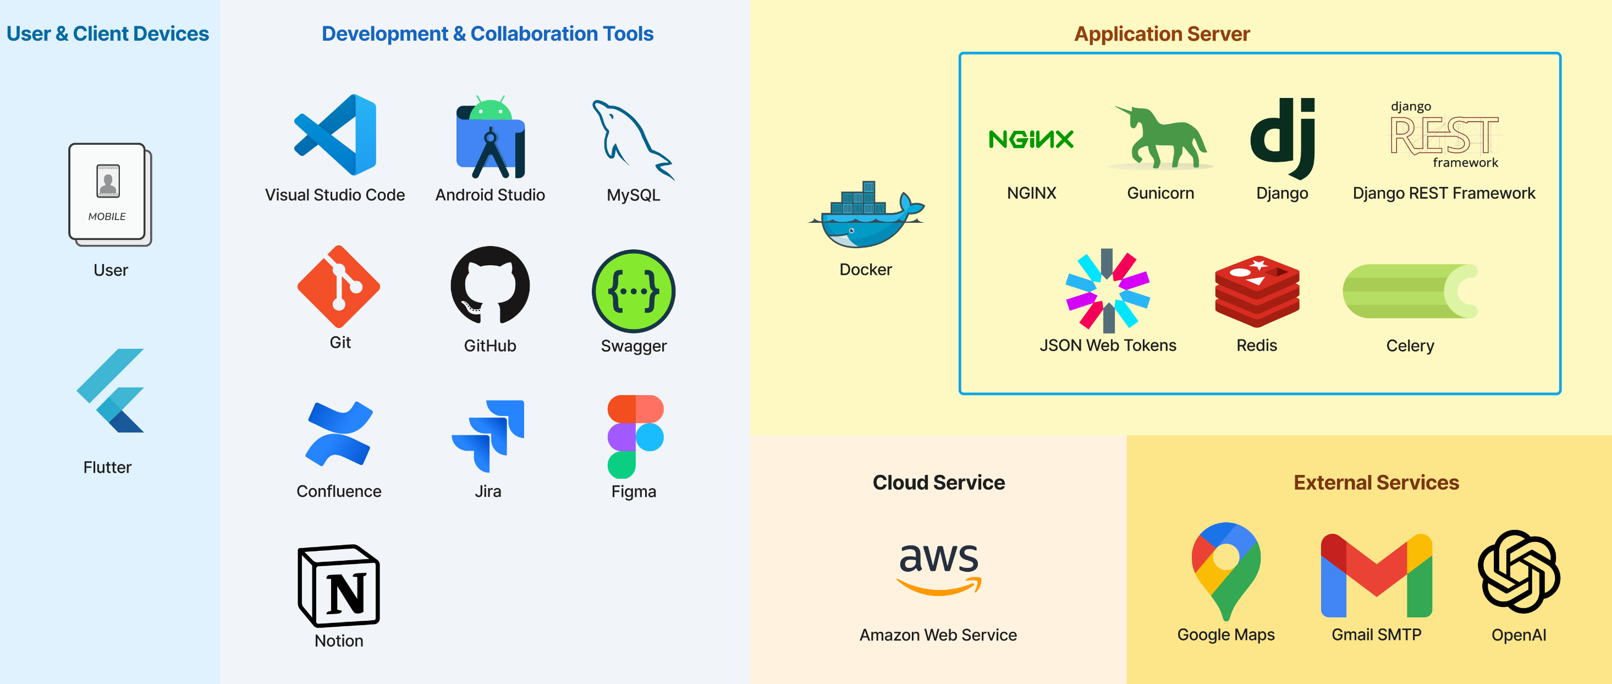 User & Client Devices
MOBILE
User
Flutter
Development & Collaboration Tools
Visual Studio Code
Android Studio
MySQL
Git
GitHub
{···}
Swagger
Confluence
Jira
Figma
N
Notion
Application Server
Docker
NGINX
NGINX
Gunicorn
dj
Django
django
REST
framework
Django REST Framework
JSON Web Tokens
Redis
Celery
Cloud Service
aws
Amazon Web Service
External Services
Google Maps
Gmail SMTP
OpenAI